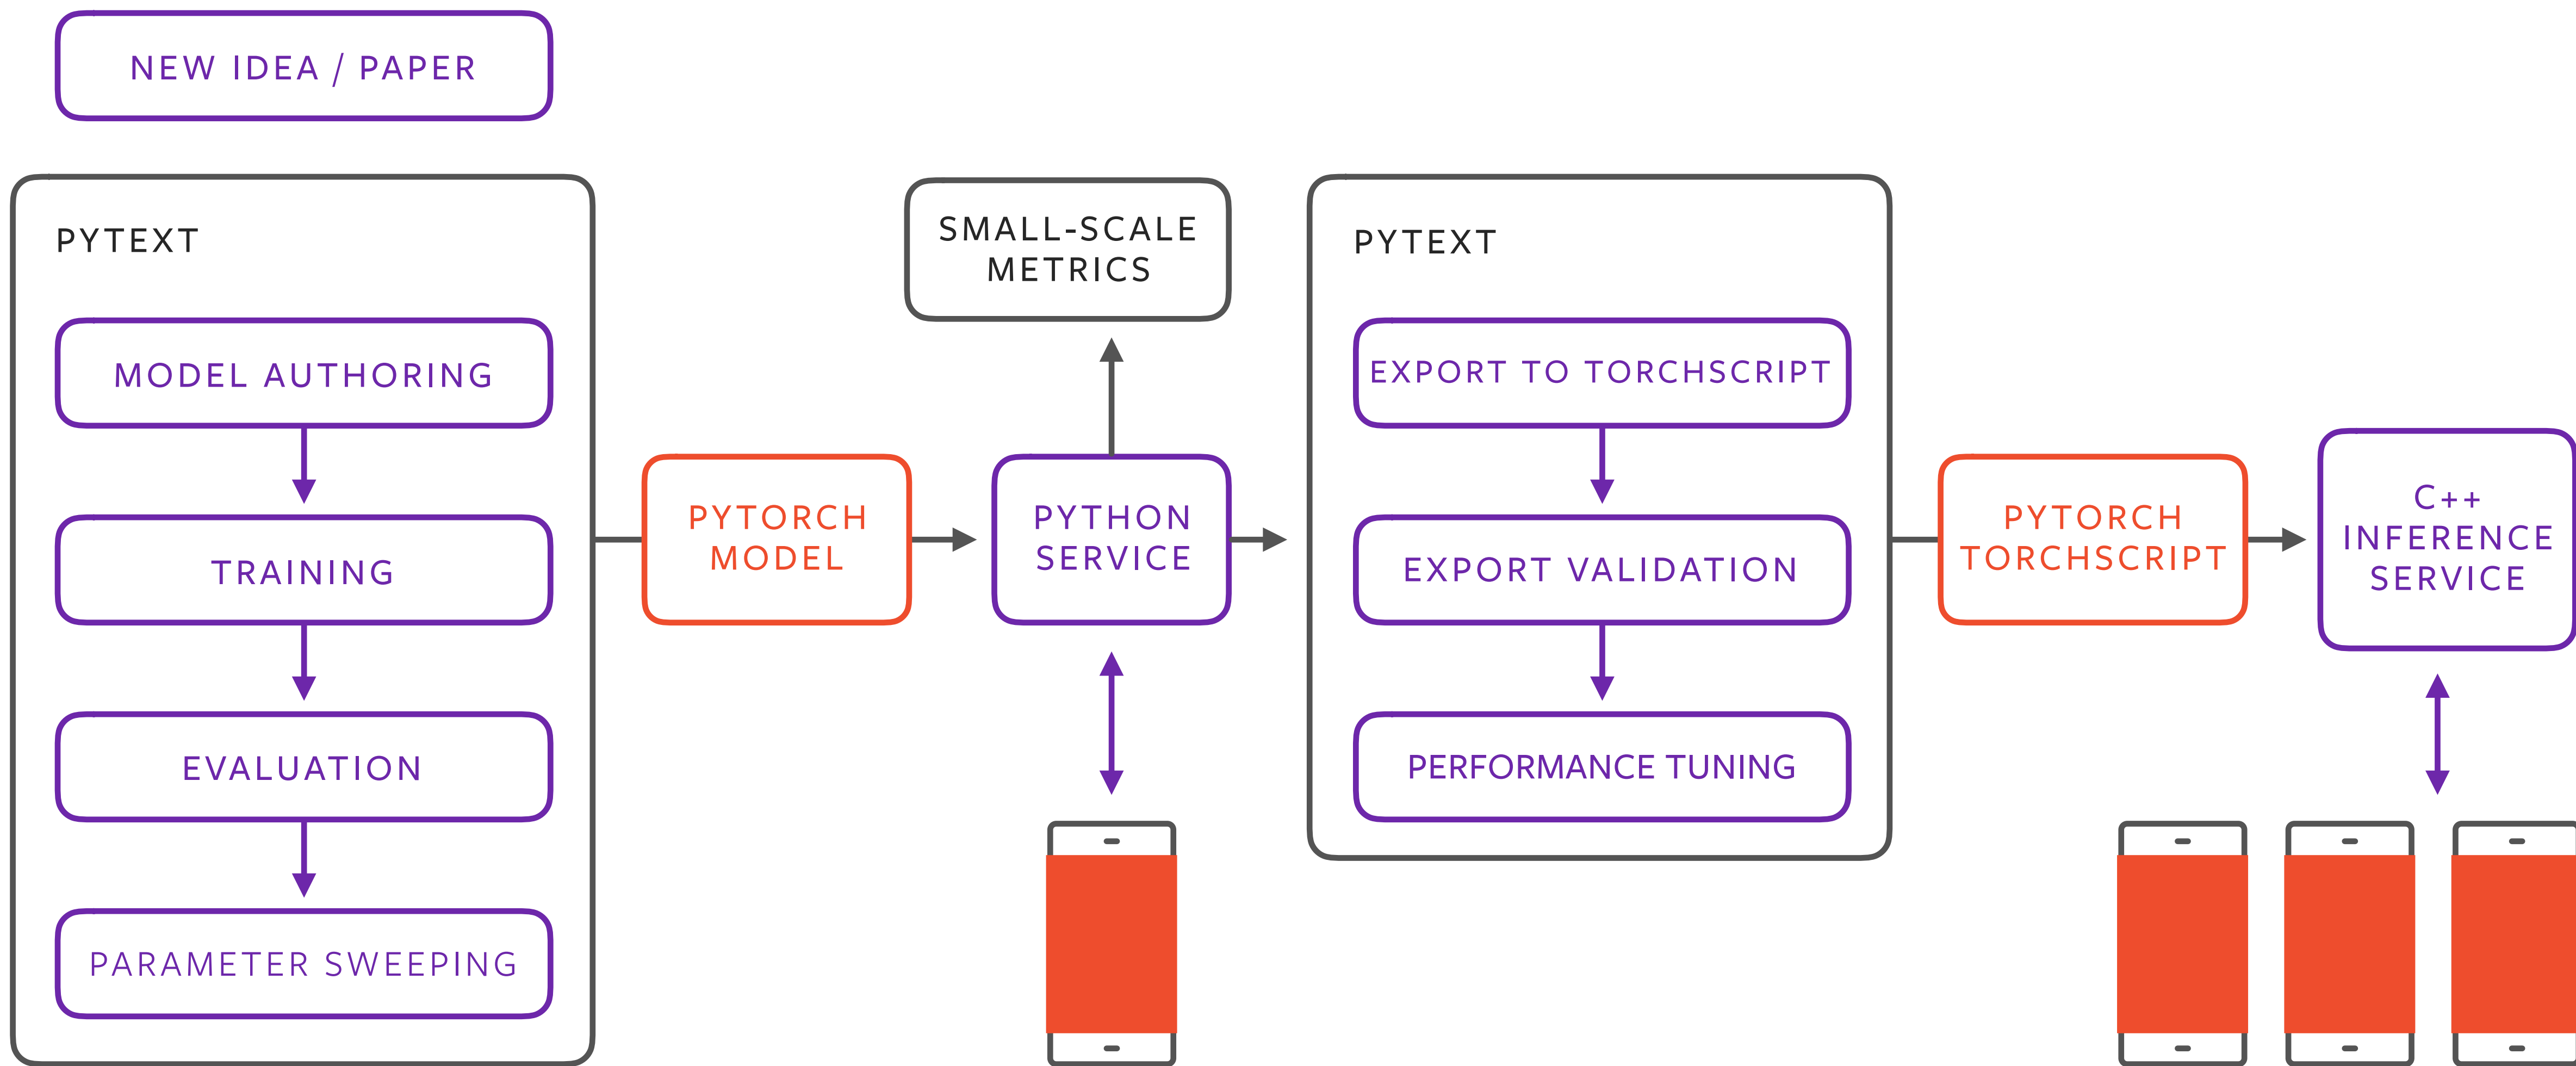 NEW IDEA / PAPER
PYTEXT
MODEL AUTHORING
TRAINING
EVALUATION
PARAMETER SWEEPING
PYTORCH
MODEL
SMALL-SCALE
METRICS
PYTHON
SERVICE
PYTEXT
EXPORT TO TORCHSCRIPT
EXPORT VALIDATION
PERFORMANCE TUNING
PYTORCH
TORCHSCRIPT
C++
INFERENCE
SERVICE